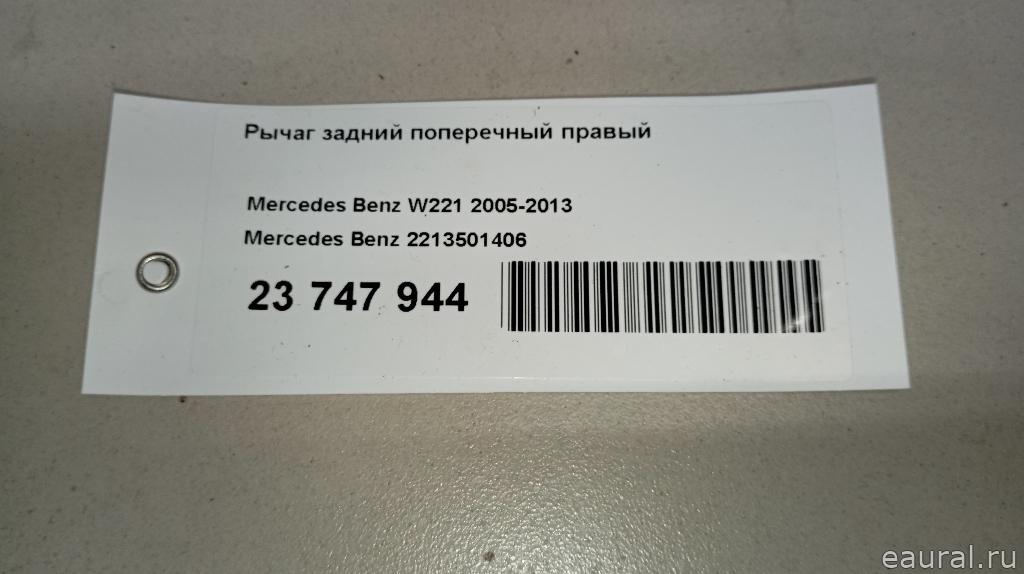 Рычаг задний поперечный правый
Mercedes Benz W221 2005-2013
Mercedes Benz 2213501406
23 747 944
eaural.ru